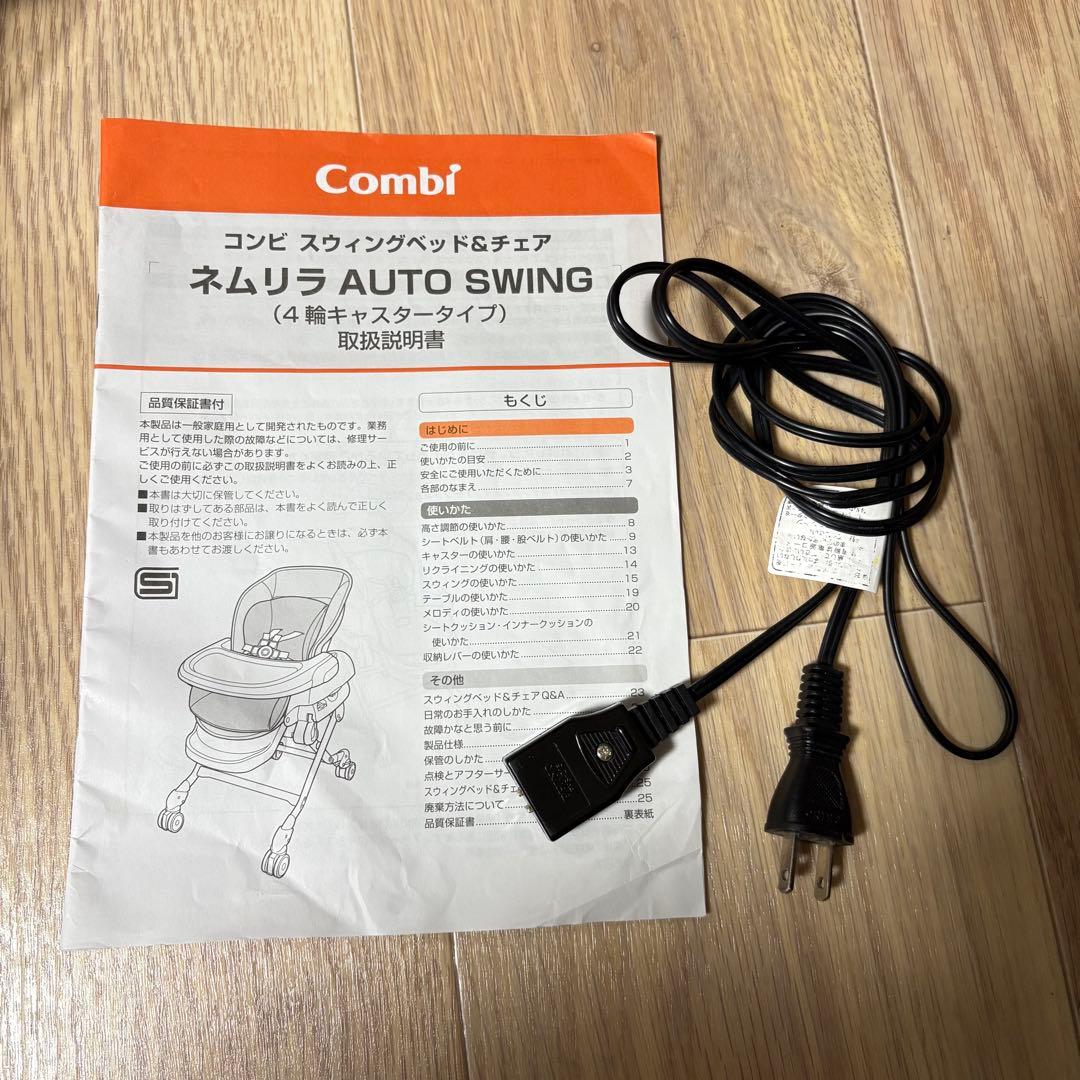 Combi
コンビ スウィングベッド&チェア
ネムリラ AUTO SWING
(4輪キャスタータイプ)
取扱説明書
品質保証書付
本製品は一般家庭用として開発されたものです。業務
用として使用した際の故障などについては、修理サー
ビスが行えない場合があります。
ご使用の前に必ずこの取扱説明書をよくお読みの上、正
しくご使用ください。
■本書は大切に保管してください。
■取りはずしてある部品は、本書をよく読んで正しく
取り付けてください。
■本製品を他のお客様にお譲りになるときは、必ず本
書もあわせてお渡しください。
もくじ
はじめに
ご使用の前に 1
使いかたの目安 2
安全にご使用いただくために 3
各部のなまえ 7
使いかた
高さ調節の使いかた 8
シートベルト(肩・腰・股ベルト)の使いかた 9
キャスターの使いかた 13
リクライニングの使いかた 14
スウィングの使いかた 15
テーブルの使いかた 19
メロディの使いかた 20
シートクッション・インナークッションの
使いかた 21
収納レバーの使いかた 22
その他
スウィングベッド&チェアQ&A 23
日常のお手入れのしかた
故障かなと思う前に
製品仕様
保管のしかた
点検とアフターサー
スウィングベッド&チェ 25
廃棄方法について 25
品質保証書 裏表紙